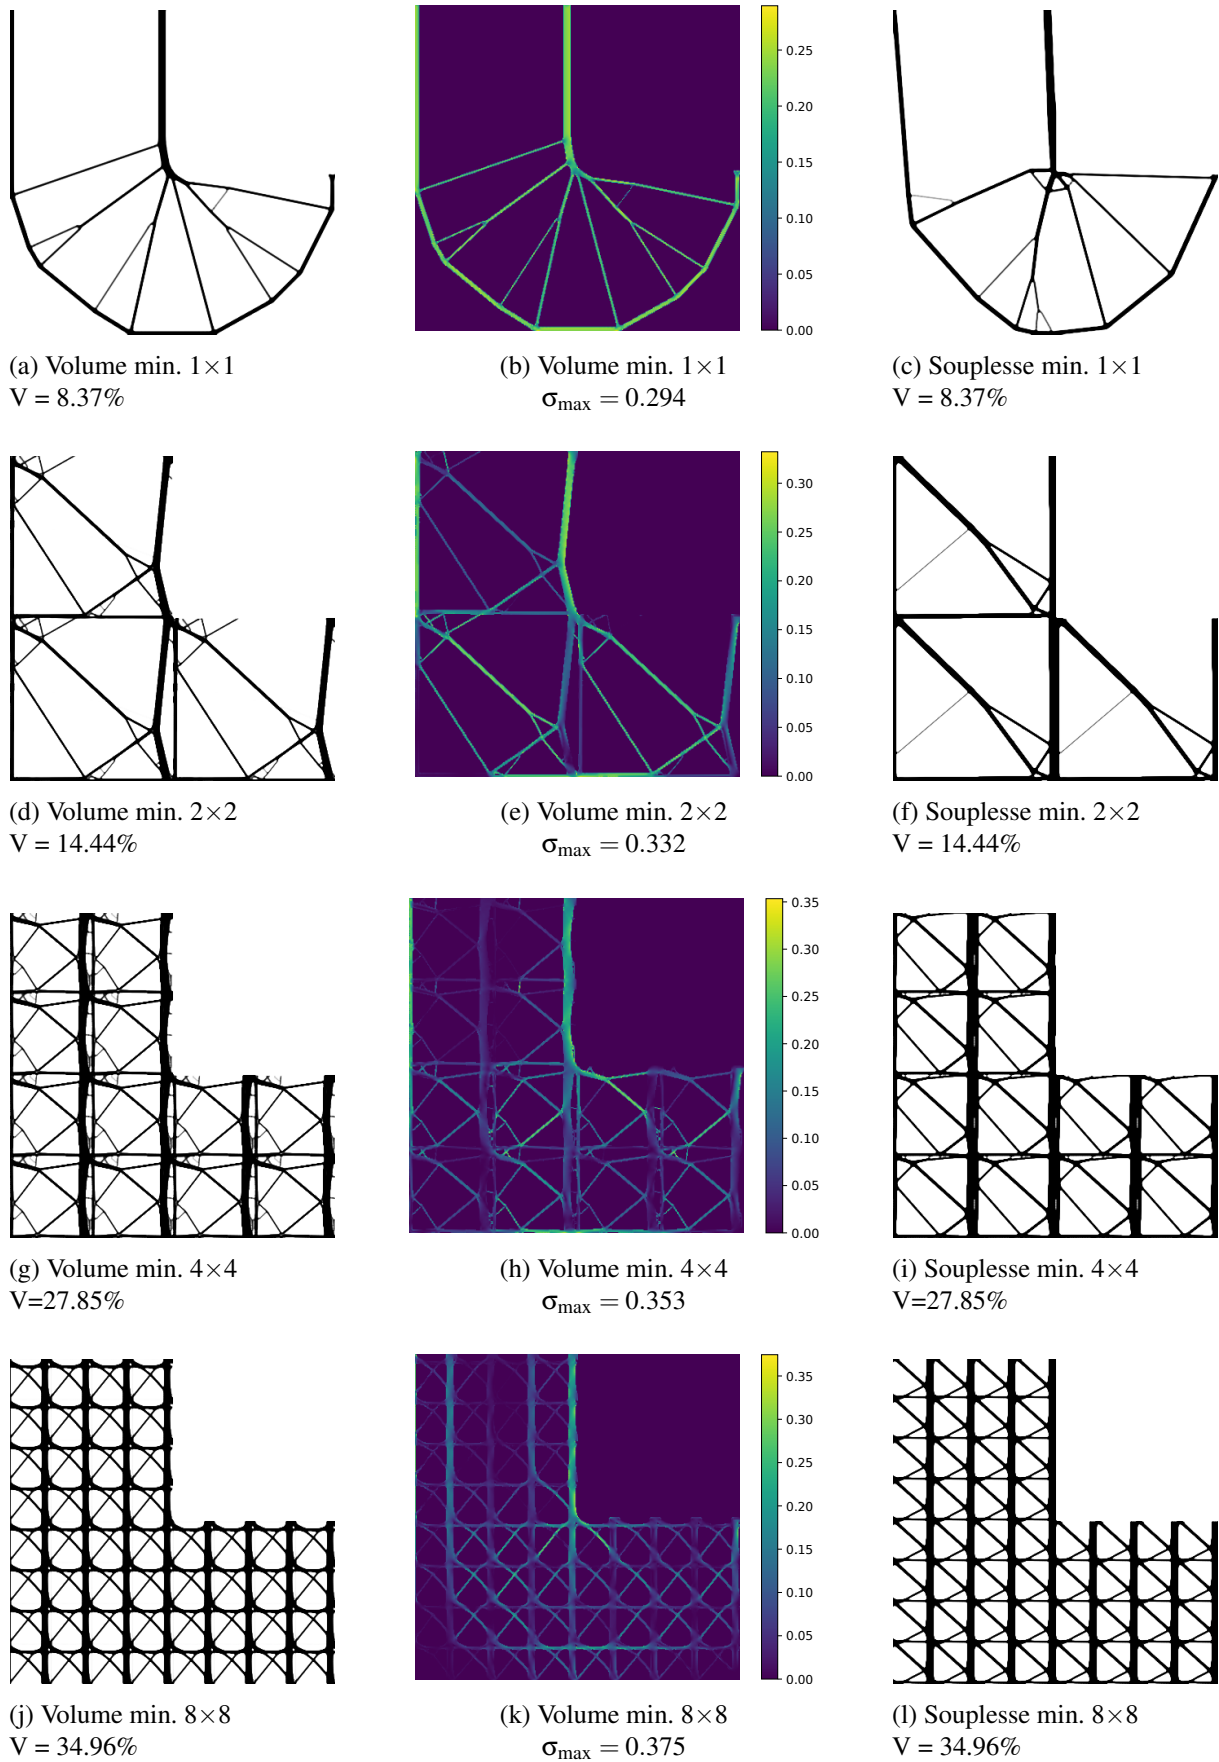 0.25
0.20
0.15
0.10
0.05
0.00
(a) Volume min. 1×1
V = 8.37%
(b) Volume min. 1×1
σmax = 0.294
(c) Souplesse min. 1×1
V = 8.37%
0.30
0.25
0.20
0.15
0.10
0.05
0.00
(d) Volume min. 2×2
V = 14.44%
(e) Volume min. 2×2
σmax = 0.332
(f) Souplesse min. 2×2
V = 14.44%
0.35
0.30
0.25
0.20
0.15
0.10
0.05
0.00
(g) Volume min. 4×4
V=27.85%
(h) Volume min. 4×4
σmax = 0.353
(i) Souplesse min. 4×4
V=27.85%
0.35
0.30
0.25
0.20
0.15
0.10
0.05
0.00
(j) Volume min. 8×8
V = 34.96%
(k) Volume min. 8×8
σmax = 0.375
(l) Souplesse min. 8×8
V = 34.96%